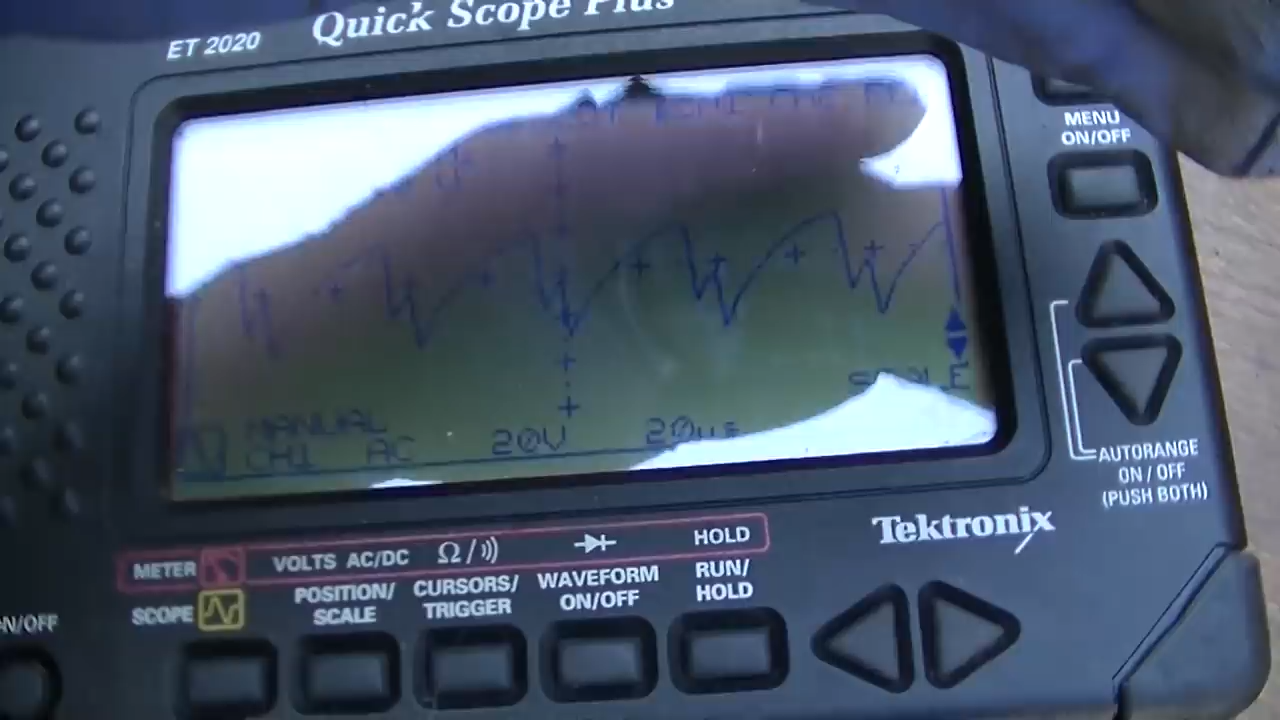 Quick Scope Plus
ET 2020
MENU
ON/OFF
SCALE
MANUAL
CH1 AC 20V 20µs
AUTORANGE
ON / OFF
(PUSH BOTH)
Tektronix
METER VOLTS AC/DC Ω HOLD
SCOPE POSITION/
SCALE
CURSORS/
TRIGGER
WAVEFORM
ON/OFF
RUN/
HOLD
ON/OFF